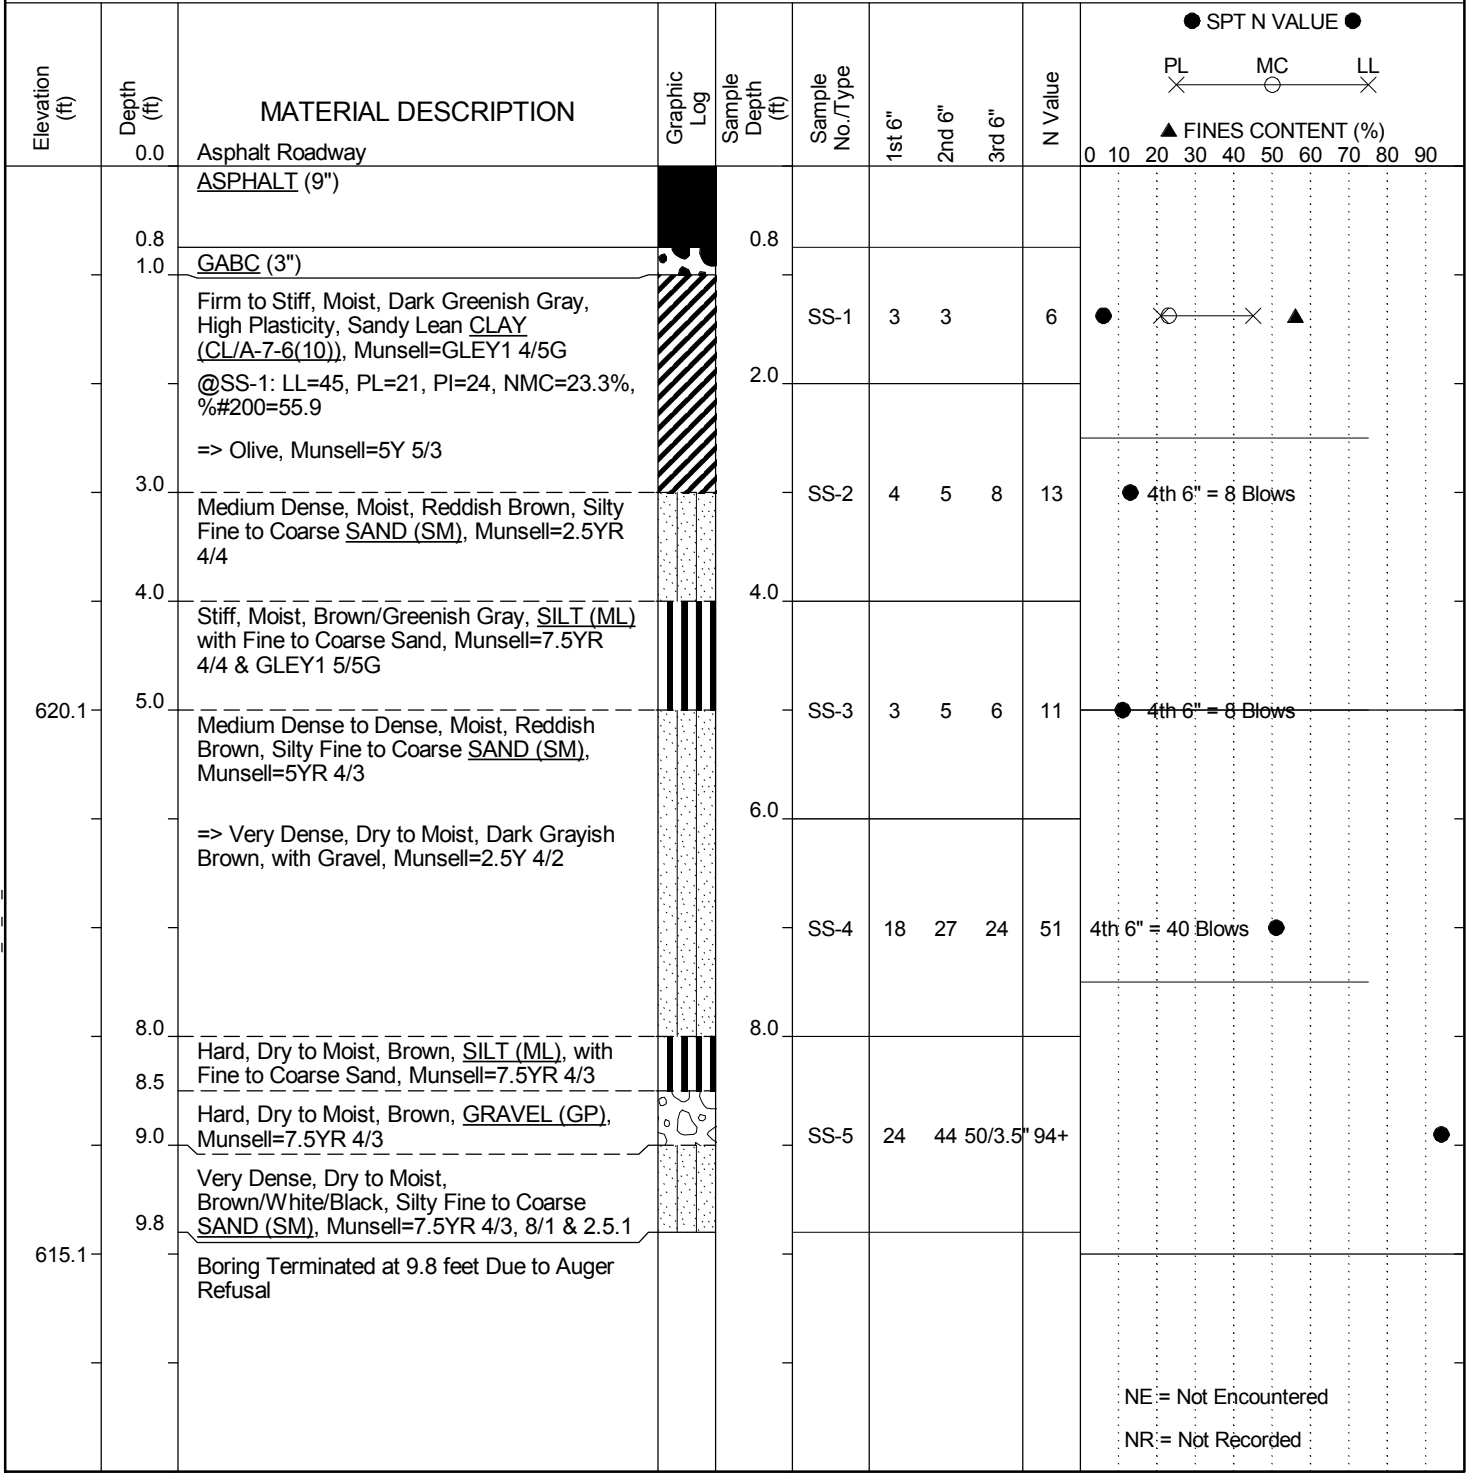 ● SPT N VALUE ●
PL MC LL
▲ FINES CONTENT (%)
0 10 20 30 40 50 60 70 80 90
Elevation (ft)
Depth (ft)
MATERIAL DESCRIPTION
Graphic Log
Sample Depth (ft)
Sample No./Type
1st 6"
2nd 6"
3rd 6"
N Value
0.0 Asphalt Roadway
ASPHALT (9")
0.8 0.8
1.0 GABC (3")
Firm to Stiff, Moist, Dark Greenish Gray,
High Plasticity, Sandy Lean CLAY
(CL/A-7-6(10)), Munsell=GLEY1 4/5G
SS-1 3 3 6
@SS-1: LL=45, PL=21, PI=24, NMC=23.3%,
%#200=55.9
2.0
=> Olive, Munsell=5Y 5/3
3.0
SS-2 4 5 8 13 4th 6" = 8 Blows
Medium Dense, Moist, Reddish Brown, Silty
Fine to Coarse SAND (SM), Munsell=2.5YR
4/4
4.0 4.0
Stiff, Moist, Brown/Greenish Gray, SILT (ML)
with Fine to Coarse Sand, Munsell=7.5YR
4/4 & GLEY1 5/5G
620.1 5.0 SS-3 3 5 6 11 4th 6" = 8 Blows
Medium Dense to Dense, Moist, Reddish
Brown, Silty Fine to Coarse SAND (SM),
Munsell=5YR 4/3
6.0
=> Very Dense, Dry to Moist, Dark Grayish
Brown, with Gravel, Munsell=2.5Y 4/2
SS-4 18 27 24 51 4th 6" = 40 Blows
8.0 8.0
Hard, Dry to Moist, Brown, SILT (ML), with
Fine to Coarse Sand, Munsell=7.5YR 4/3
8.5
Hard, Dry to Moist, Brown, GRAVEL (GP),
Munsell=7.5YR 4/3
9.0 SS-5 24 44 50/3.5" 94+
Very Dense, Dry to Moist,
Brown/White/Black, Silty Fine to Coarse
SAND (SM), Munsell=7.5YR 4/3, 8/1 & 2.5.1
9.8
615.1
Boring Terminated at 9.8 feet Due to Auger
Refusal
NE = Not Encountered
NR = Not Recorded